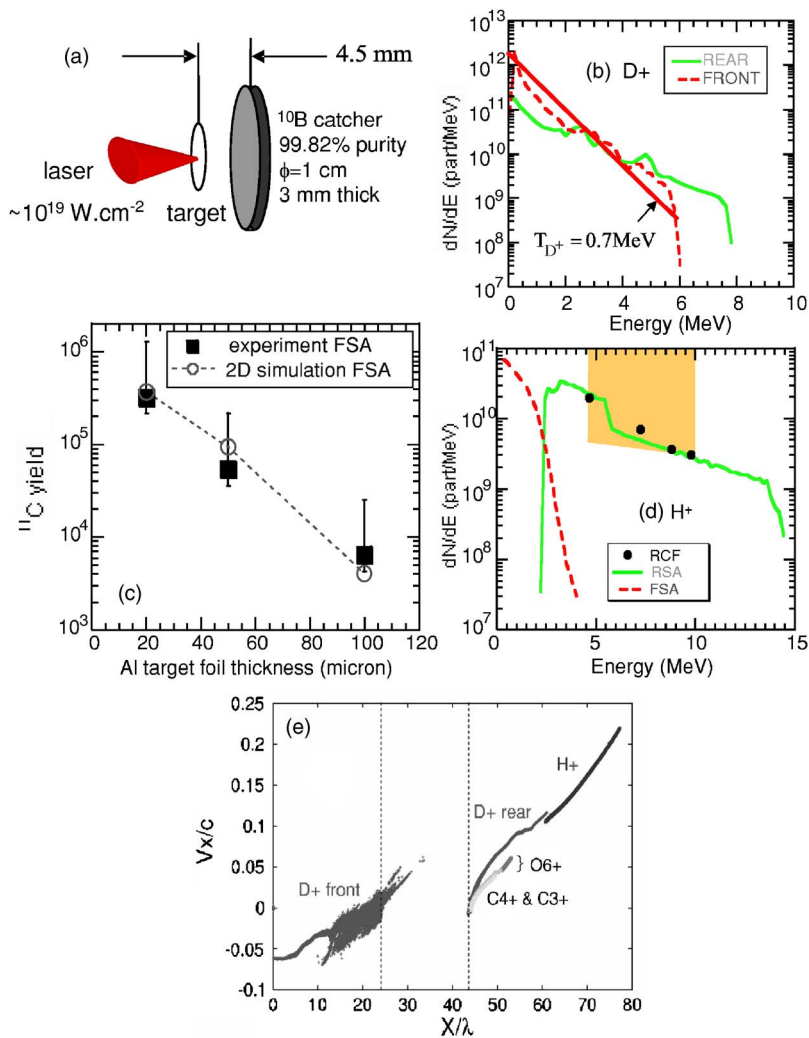 (a)
4.5 mm
¹⁰B catcher
99.82% purity
ϕ=1 cm
3 mm thick
laser
~10¹⁹ W.cm⁻²
target
(b) D+
REAR
FRONT
dN/dE (part/MeV)
10¹³
10¹²
10¹¹
10¹⁰
10⁹
10⁸
10⁷
T_D⁺ = 0.7MeV
0 2 4 6 8 10
Energy (MeV)
(c)
experiment FSA
2D simulation FSA
¹¹C yield
10⁶
10⁵
10⁴
10³
0 20 40 60 80 100 120
Al target foil thickness (micron)
(d) H⁺
RCF
RSA
FSA
dN/dE (part/MeV)
10¹¹
10¹⁰
10⁹
10⁸
10⁷
0 5 10 15
Energy (MeV)
(e)
Vx/c
0.25
0.2
0.15
0.1
0.05
0
-0.05
-0.1
H+
D+ rear
D+ front
} O6+
C4+ & C3+
0 10 20 30 40 50 60 70 80
X/λ